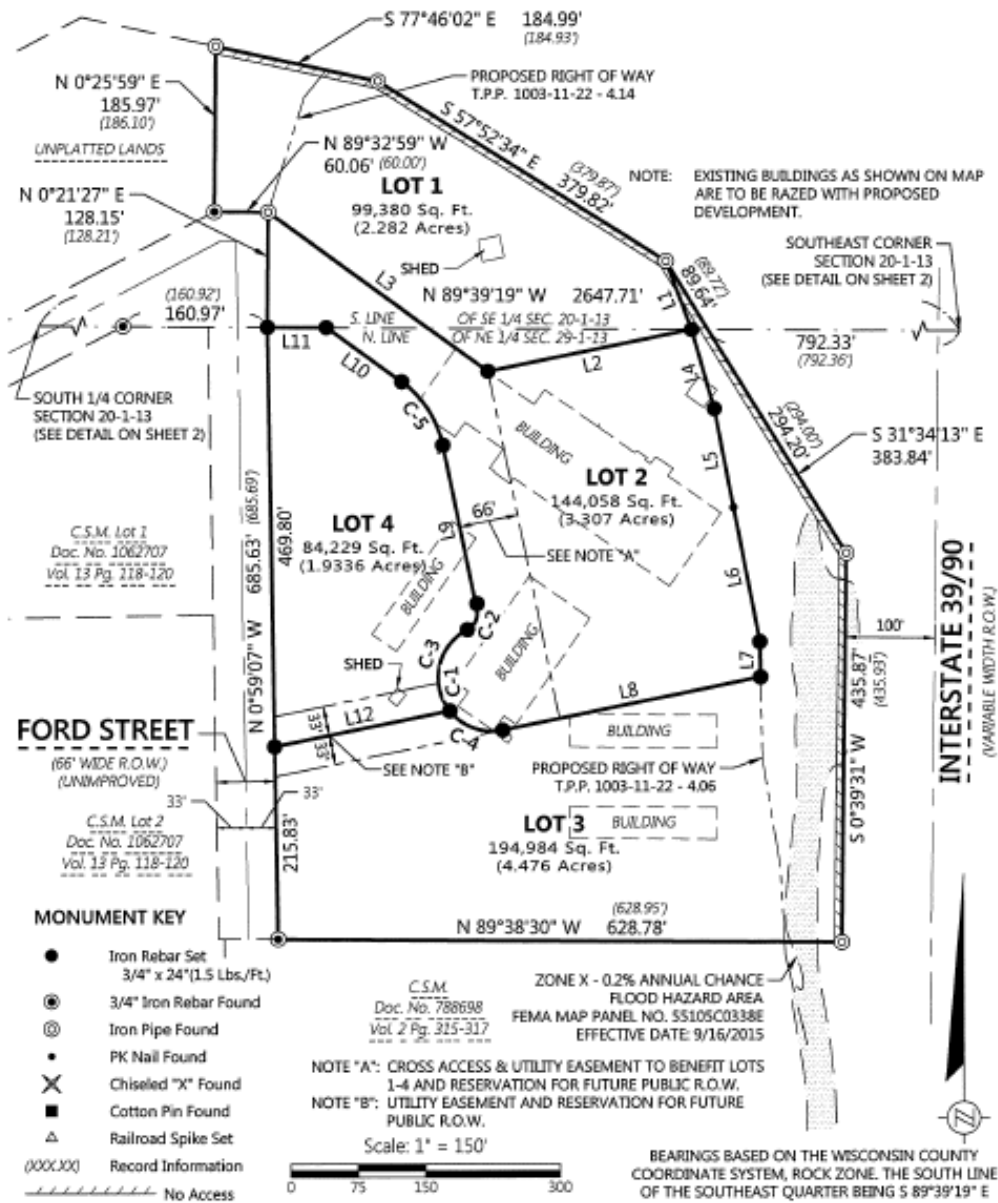 S 77°46'02" E 184.99'
(184.93')
N 0°25'59" E
185.97'
(186.10')
UNPLATTED LANDS
PROPOSED RIGHT OF WAY
T.P.P. 1003-11-22 - 4.14
N 89°32'59" W
60.06' (60.00')
S 57°52'34" E
(379.87')
379.82'
N 0°21'27" E
128.15'
(128.21')
LOT 1
99,380 Sq. Ft.
(2.282 Acres)
NOTE: EXISTING BUILDINGS AS SHOWN ON MAP
ARE TO BE RAZED WITH PROPOSED
DEVELOPMENT.
SHED
SOUTHEAST CORNER
SECTION 20-1-13
(SEE DETAIL ON SHEET 2)
L3
L1
(89.72')
89.64'
N 89°39'19" W 2647.71'
(160.92')
160.97'
S. LINE OF SE 1/4 SEC. 20-1-13
N. LINE OF NE 1/4 SEC. 29-1-13
792.33'
(792.36')
L11
L10
L2
L4
SOUTH 1/4 CORNER
SECTION 20-1-13
(SEE DETAIL ON SHEET 2)
C-5
BUILDING
L5
(294.00')
294.20'
S 31°34'13" E
383.84'
LOT 2
144,058 Sq. Ft.
(3.307 Acres)
LOT 4
84,229 Sq. Ft.
(1.9336 Acres)
L9
66'
SEE NOTE "A"
L6
C.S.M. Lot 1
Doc. No. 1062707
Vol. 13 Pg. 118-120
N 0°59'07" W 685.63' (685.69')
469.80'
BUILDING
BUILDING
C-2
C-3
C-1
C-4
SHED
L7
L8
100'
INTERSTATE 39/90
(VARIABLE WIDTH R.O.W.)
S 0°39'31" W 435.87'
(435.93')
FORD STREET
(66' WIDE R.O.W.)
(UNIMPROVED)
L12
33'
33'
SEE NOTE "B"
BUILDING
PROPOSED RIGHT OF WAY
T.P.P. 1003-11-22 - 4.06
33'
33'
C.S.M. Lot 2
Doc. No. 1062707
Vol. 13 Pg. 118-120
215.83'
LOT 3
194,984 Sq. Ft.
(4.476 Acres)
BUILDING
(628.95')
N 89°38'30" W 628.78'
MONUMENT KEY
Iron Rebar Set
3/4" x 24"(1.5 Lbs./Ft.)
3/4" Iron Rebar Found
Iron Pipe Found
PK Nail Found
Chiseled "X" Found
Cotton Pin Found
Railroad Spike Set
(XXX.XX) Record Information
No Access
C.S.M.
Doc. No. 788698
Vol. 2 Pg. 315-317
ZONE X - 0.2% ANNUAL CHANCE
FLOOD HAZARD AREA
FEMA MAP PANEL NO. 55105C0338E
EFFECTIVE DATE: 9/16/2015
NOTE "A": CROSS ACCESS & UTILITY EASEMENT TO BENEFIT LOTS
1-4 AND RESERVATION FOR FUTURE PUBLIC R.O.W.
NOTE "B": UTILITY EASEMENT AND RESERVATION FOR FUTURE
PUBLIC R.O.W.
Scale: 1" = 150'
0 75 150 300
BEARINGS BASED ON THE WISCONSIN COUNTY
COORDINATE SYSTEM, ROCK ZONE. THE SOUTH LINE
OF THE SOUTHEAST QUARTER BEING S 89°39'19" E